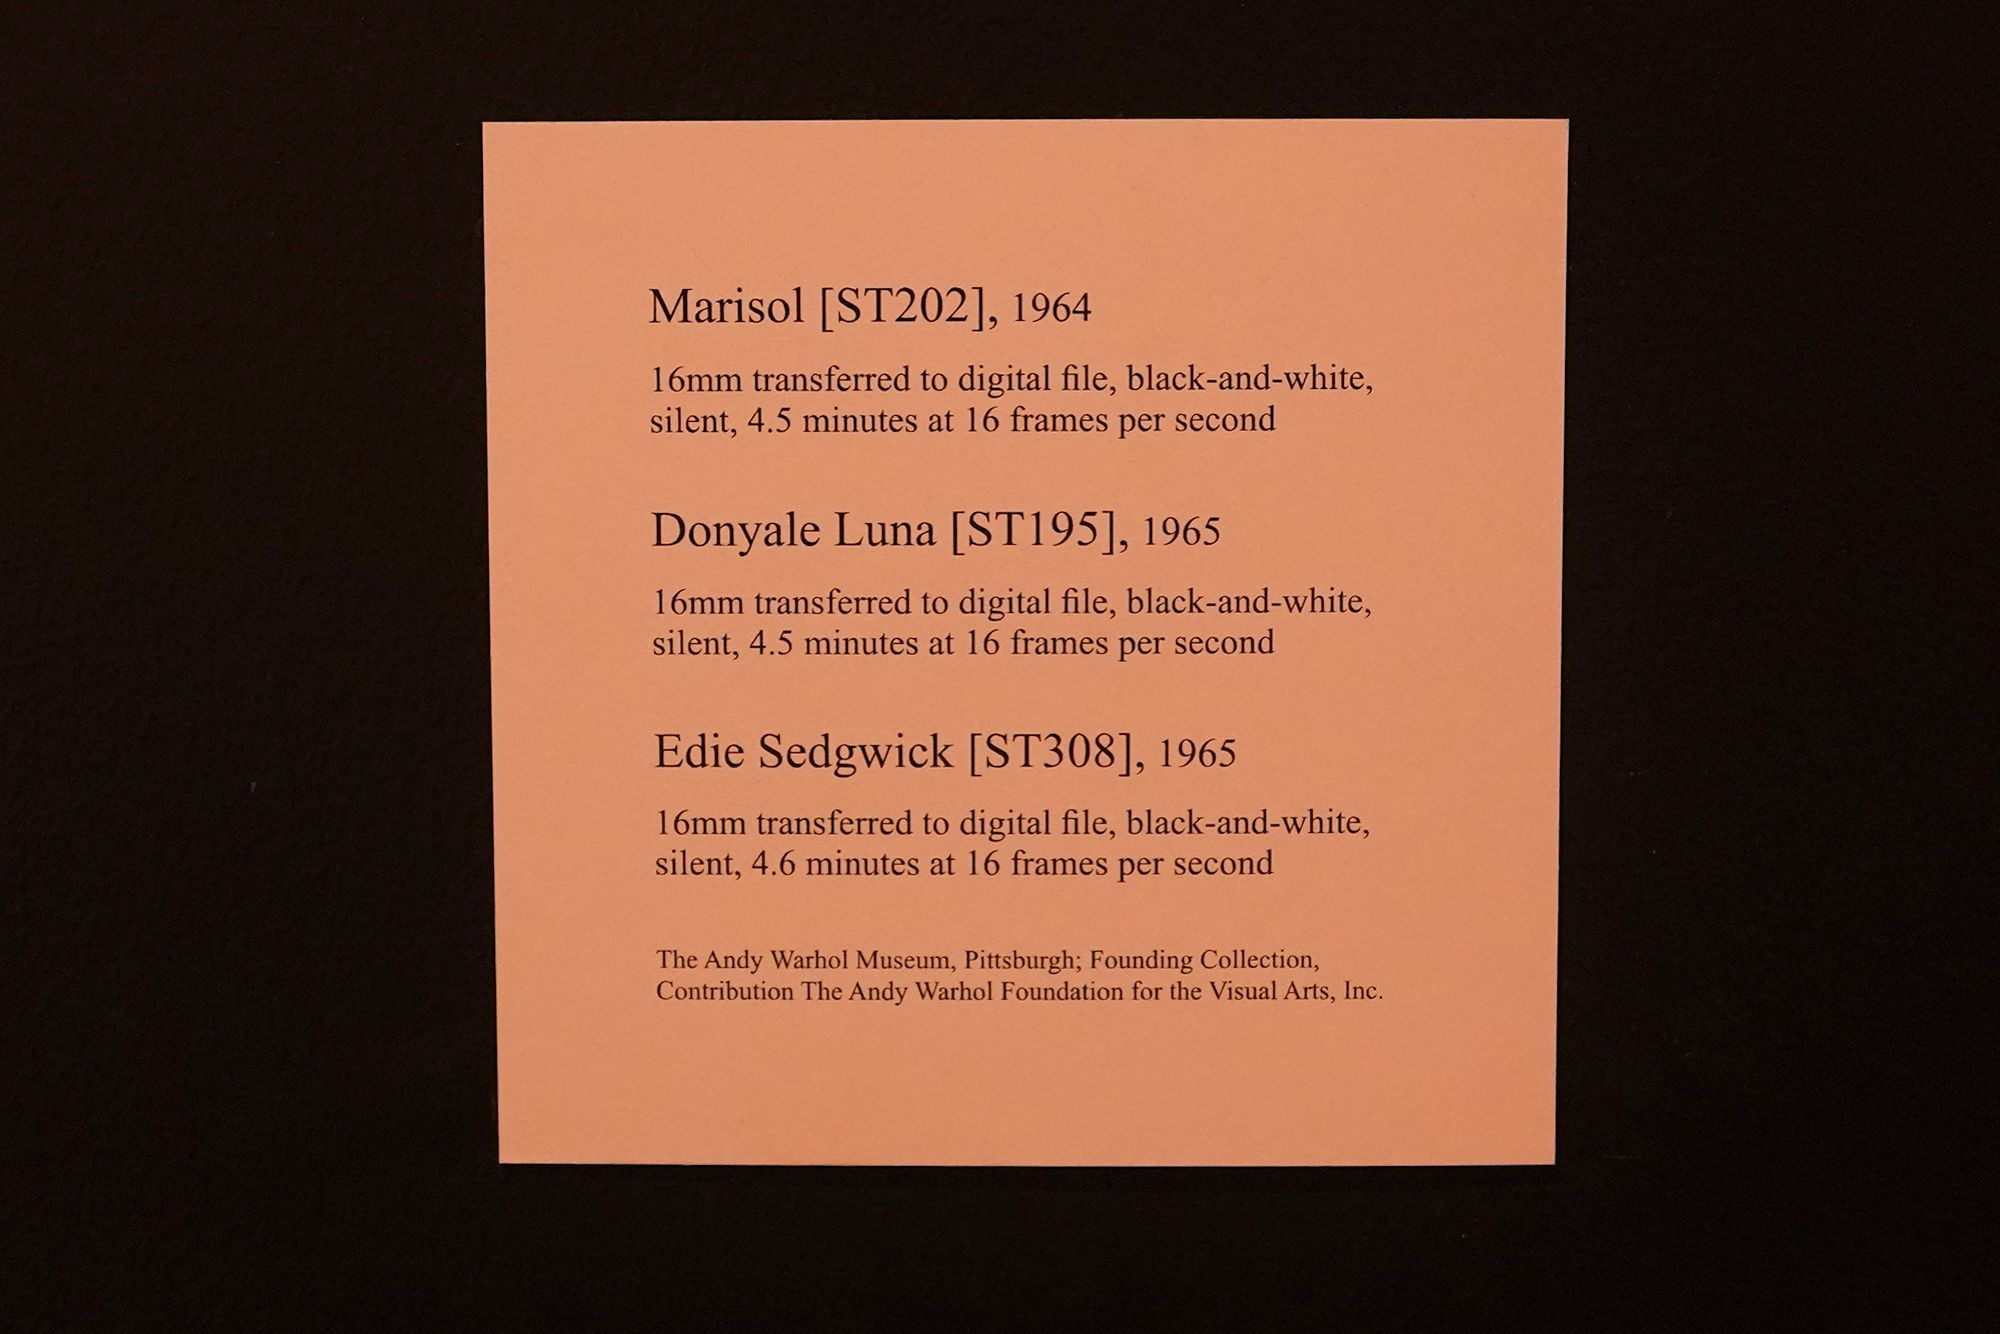 Marisol [ST202], 1964
16mm transferred to digital file, black-and-white,
silent, 4.5 minutes at 16 frames per second
Donyale Luna [ST195], 1965
16mm transferred to digital file, black-and-white,
silent, 4.5 minutes at 16 frames per second
Edie Sedgwick [ST308], 1965
16mm transferred to digital file, black-and-white,
silent, 4.6 minutes at 16 frames per second
The Andy Warhol Museum, Pittsburgh; Founding Collection,
Contribution The Andy Warhol Foundation for the Visual Arts, Inc.